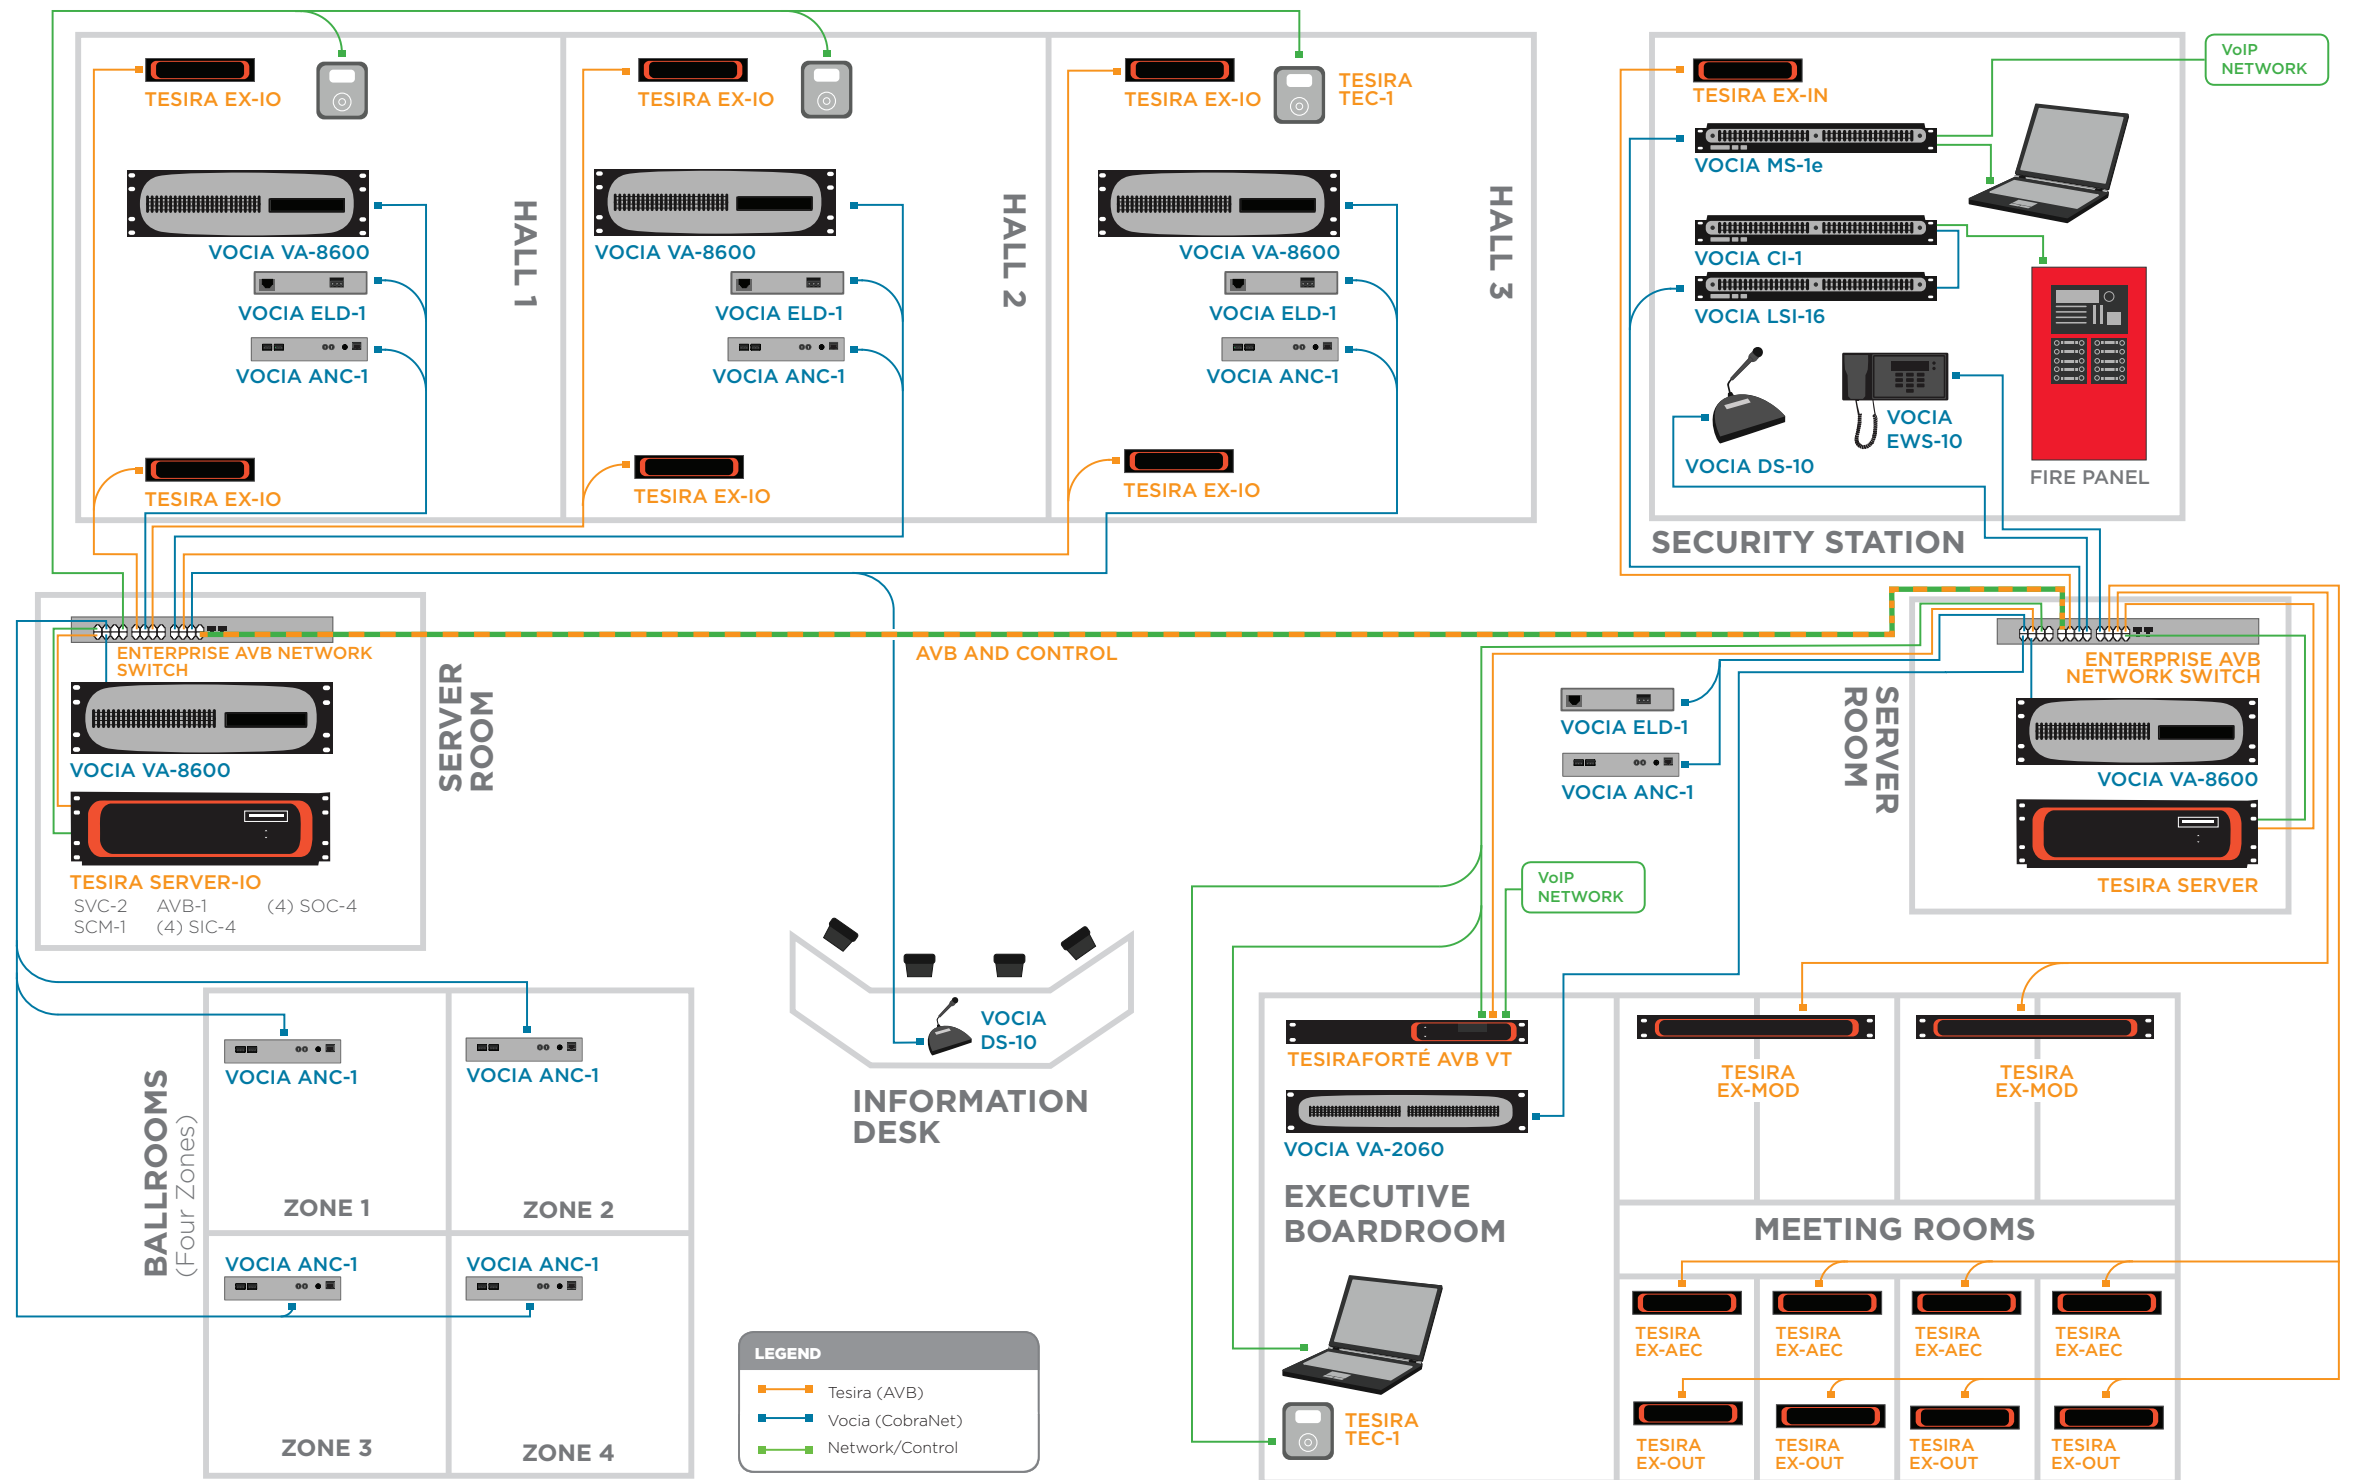 TESIRA EX-IO
TESIRA EX-IO
TESIRA EX-IO
TESIRA
TEC-1
VOCIA VA-8600
VOCIA ELD-1
VOCIA ANC-1
TESIRA EX-IO
HALL 1
VOCIA VA-8600
VOCIA ELD-1
VOCIA ANC-1
TESIRA EX-IO
HALL 2
VOCIA VA-8600
VOCIA ELD-1
VOCIA ANC-1
TESIRA EX-IO
HALL 3
VoIP
NETWORK
TESIRA EX-IN
VOCIA MS-1e
VOCIA CI-1
VOCIA LSI-16
VOCIA DS-10
VOCIA
EWS-10
FIRE PANEL
SECURITY STATION
ENTERPRISE AVB NETWORK
SWITCH
VOCIA VA-8600
TESIRA SERVER-IO
SVC-2 AVB-1 (4) SOC-4
SCM-1 (4) SIC-4
SERVER
ROOM
AVB AND CONTROL
VOCIA ELD-1
VOCIA ANC-1
SERVER
ROOM
ENTERPRISE AVB
NETWORK SWITCH
VOCIA VA-8600
TESIRA SERVER
VoIP
NETWORK
BALLROOMS
(Four Zones)
VOCIA ANC-1
ZONE 1
VOCIA ANC-1
ZONE 2
VOCIA ANC-1
ZONE 3
VOCIA ANC-1
ZONE 4
VOCIA
DS-10
INFORMATION
DESK
LEGEND
Tesira (AVB)
Vocia (CobraNet)
Network/Control
TESIRAFORTÉ AVB VT
VOCIA VA-2060
EXECUTIVE
BOARDROOM
TESIRA
TEC-1
TESIRA
EX-MOD
TESIRA
EX-MOD
MEETING ROOMS
TESIRA
EX-AEC
TESIRA
EX-AEC
TESIRA
EX-AEC
TESIRA
EX-AEC
TESIRA
EX-OUT
TESIRA
EX-OUT
TESIRA
EX-OUT
TESIRA
EX-OUT